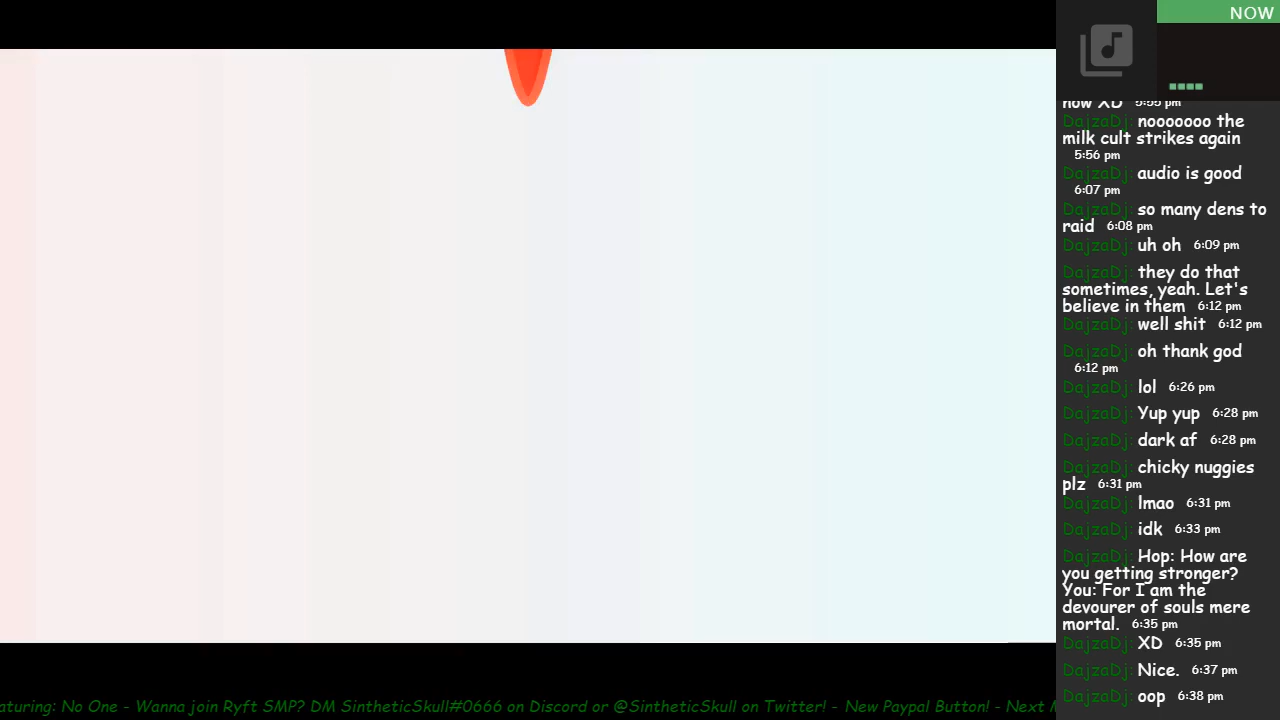 NOW
now XD 5:55 pm
DajzaDj: nooooooo the
milk cult strikes again
5:56 pm
DajzaDj: audio is good
6:07 pm
DajzaDj: so many dens to
raid 6:08 pm
DajzaDj: uh oh 6:09 pm
DajzaDj: they do that
sometimes, yeah. Let's
believe in them 6:12 pm
DajzaDj: well shit 6:12 pm
DajzaDj: oh thank god
6:12 pm
DajzaDj: lol 6:26 pm
DajzaDj: Yup yup 6:28 pm
DajzaDj: dark af 6:28 pm
DajzaDj: chicky nuggies
plz 6:31 pm
DajzaDj: lmao 6:31 pm
DajzaDj: idk 6:33 pm
DajzaDj: Hop: How are
you getting stronger?
You: For I am the
devourer of souls mere
mortal. 6:35 pm
DajzaDj: XD 6:35 pm
DajzaDj: Nice. 6:37 pm
DajzaDj: oop 6:38 pm
aturing: No One - Wanna join Ryft SMP? DM SintheticSkull#0666 on Discord or @SintheticSkull on Twitter! - New Paypal Button! - Next